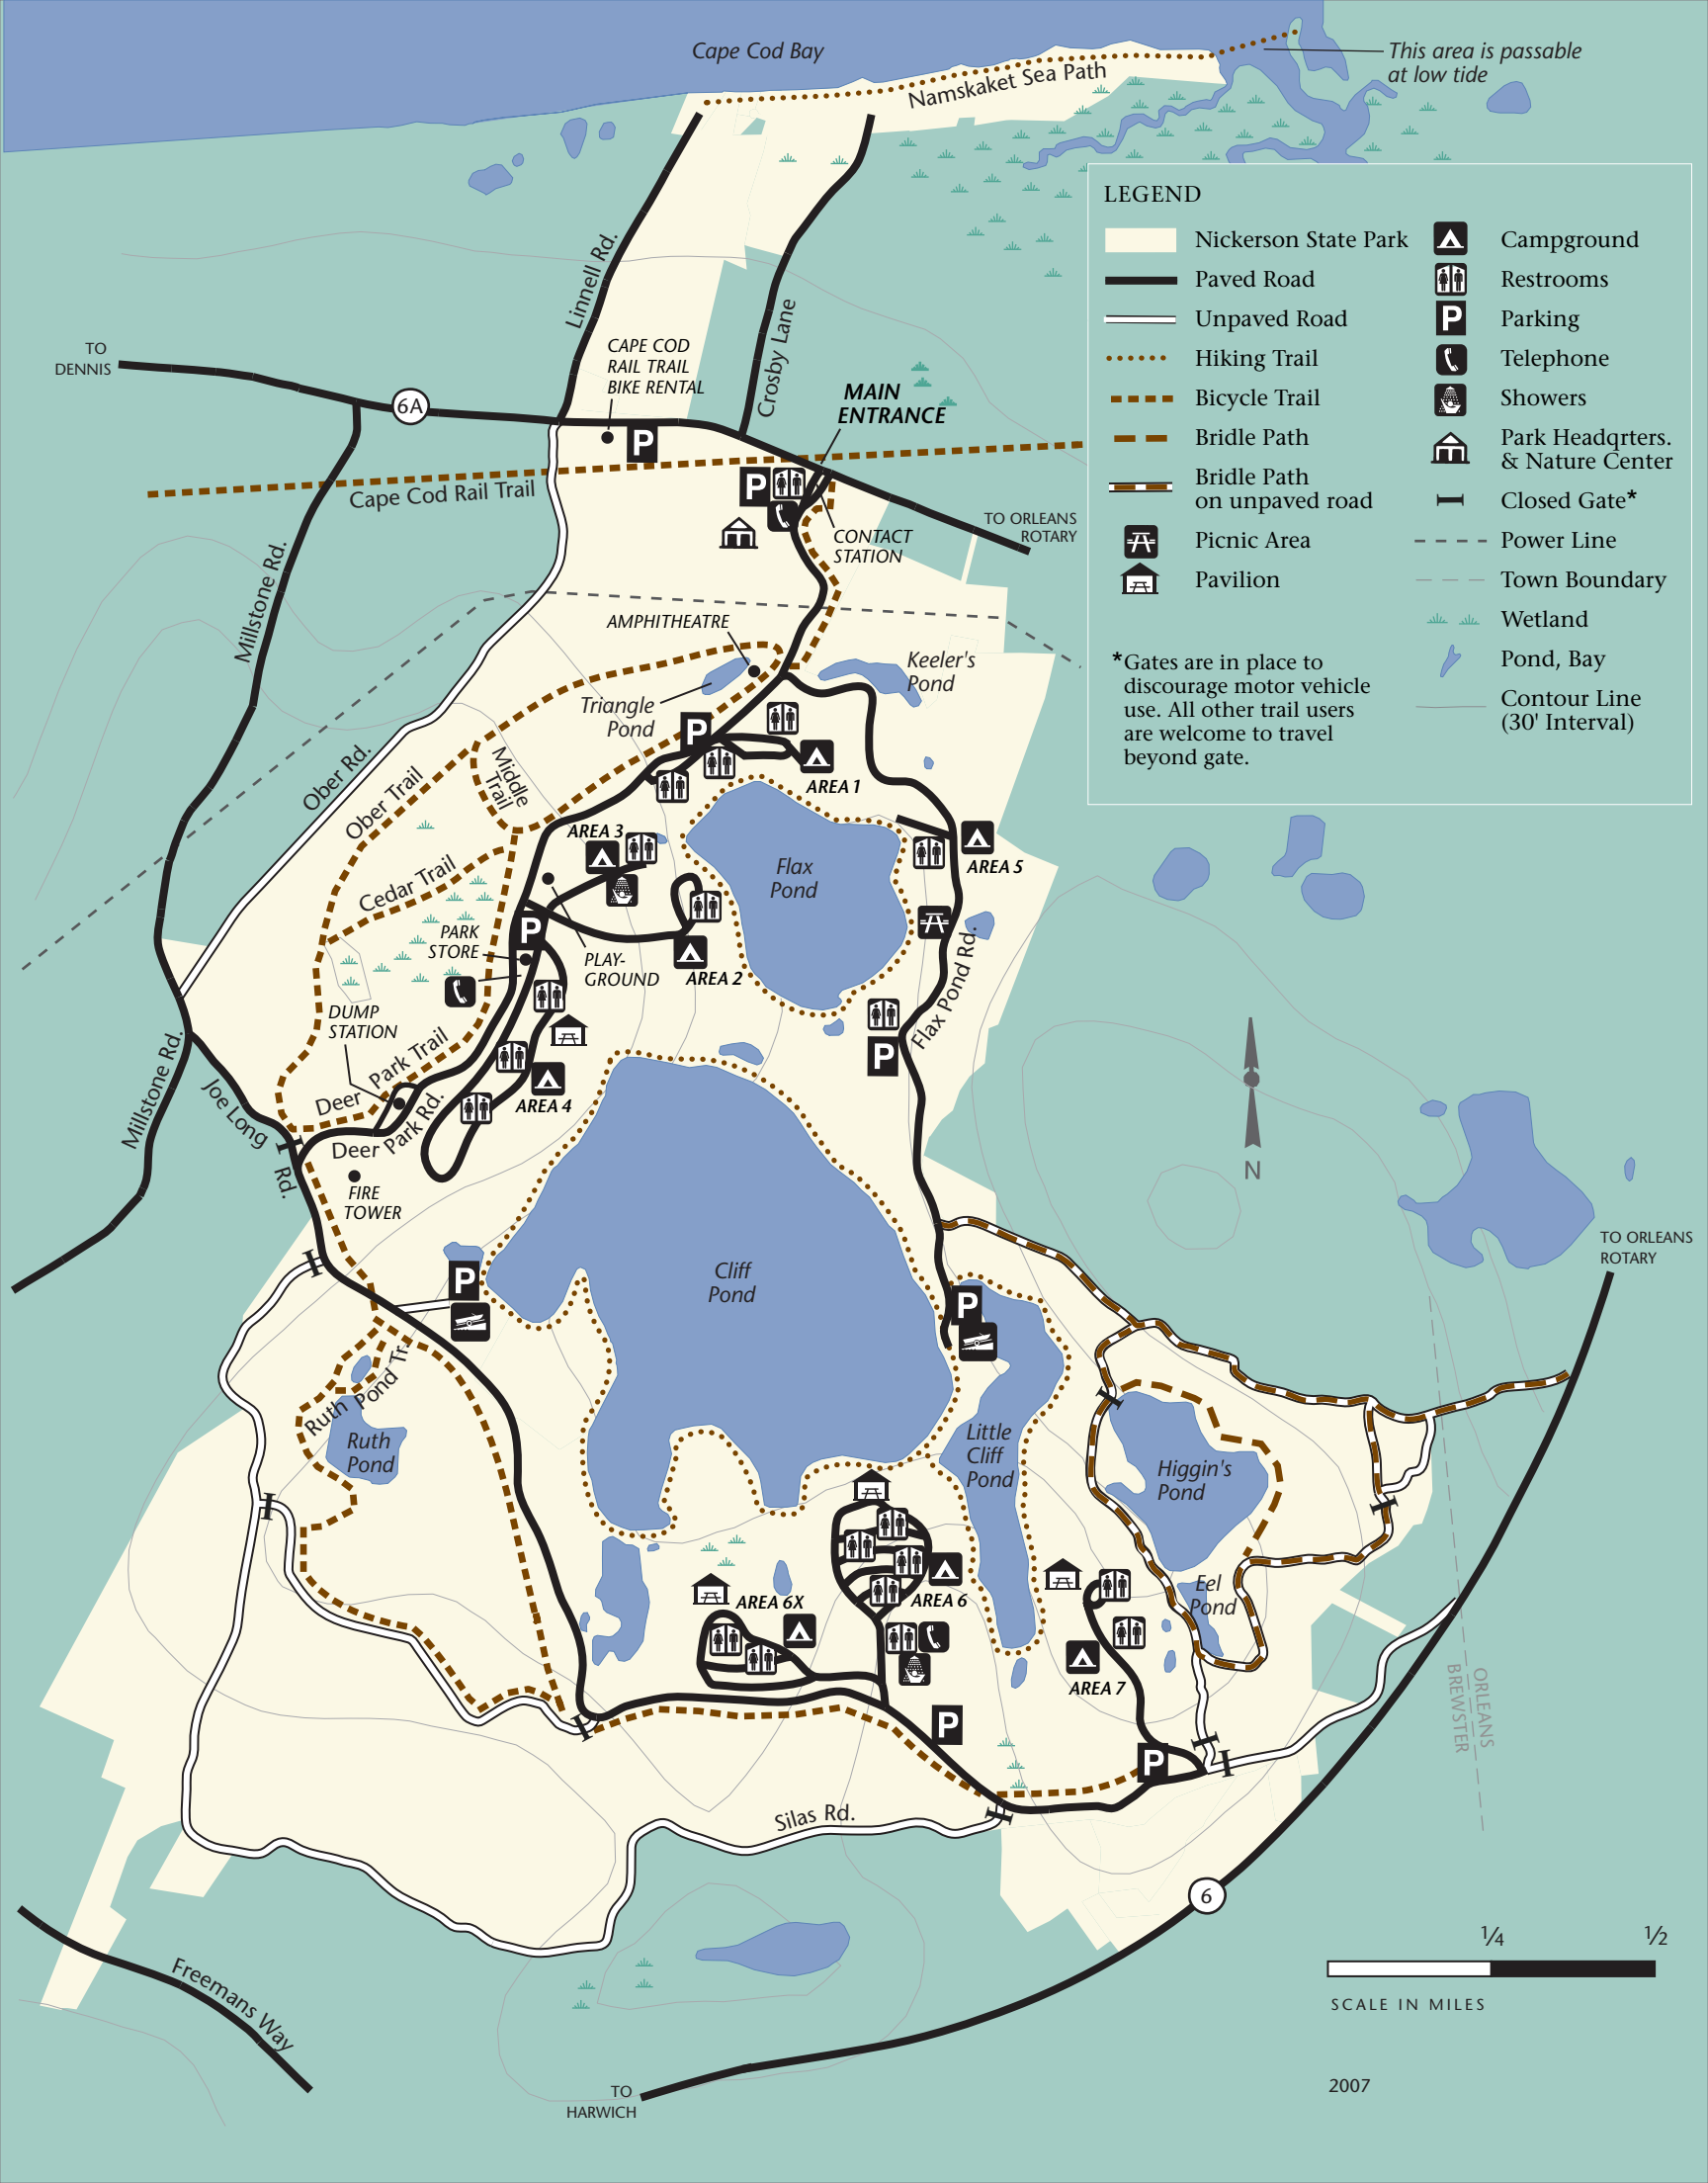 Cape Cod Bay
This area is passable
at low tide
Namskaket Sea Path
LEGEND
Nickerson State Park
Paved Road
Unpaved Road
Hiking Trail
Bicycle Trail
Bridle Path
Bridle Path
on unpaved road
Picnic Area
Pavilion
Campground
Restrooms
P
Parking
Telephone
Showers
Park Headqrters.
& Nature Center
Closed Gate*
Power Line
Town Boundary
Wetland
Pond, Bay
Contour Line
(30' Interval)
*Gates are in place to
discourage motor vehicle
use. All other trail users
are welcome to travel
beyond gate.
Linnell Rd.
Crosby Lane
TO
DENNIS
6A
CAPE COD
RAIL TRAIL
BIKE RENTAL
P
MAIN
ENTRANCE
Cape Cod Rail Trail
P
CONTACT
STATION
TO ORLEANS
ROTARY
Millstone Rd.
AMPHITHEATRE
Keeler's
Pond
Triangle
Pond
P
Ober Rd.
Ober Trail
Middle
Trail
AREA 1
AREA 3
Flax
Pond
AREA 5
Cedar Trail
PARK
STORE
P
PLAY-
GROUND
AREA 2
Flax Pond Rd.
DUMP
STATION
P
Millstone Rd.
Joe Long
Rd.
Deer Park Trail
Deer Park Rd.
AREA 4
FIRE
TOWER
N
TO ORLEANS
ROTARY
P
Cliff
Pond
P
Ruth Pond Tr.
Ruth
Pond
Little
Cliff
Pond
Higgin's
Pond
Eel
Pond
AREA 6X
AREA 6
AREA 7
P
P
ORLEANS
BREWSTER
Silas Rd.
6
Freemans Way
1/4
1/2
SCALE IN MILES
2007
TO
HARWICH